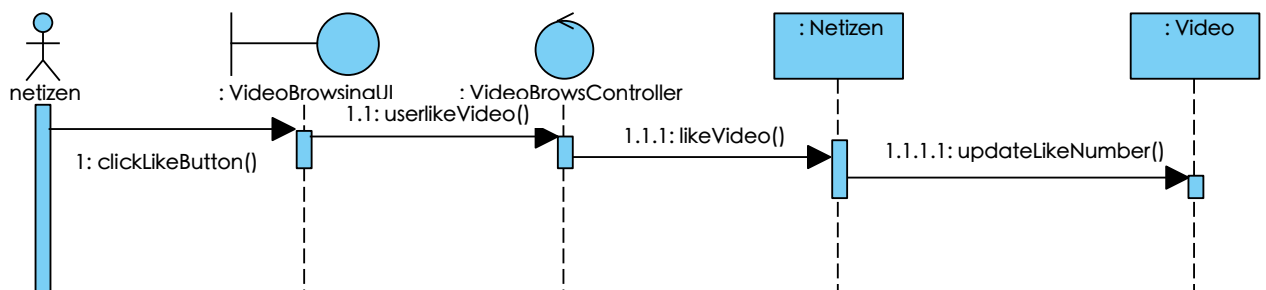 : Netizen
: Video
netizen
: VideoBrowsingUI
: VideoBrowsController
1.1: userlikeVideo()
1.1.1: likeVideo()
1.1.1.1: updateLikeNumber()
1: clickLikeButton()